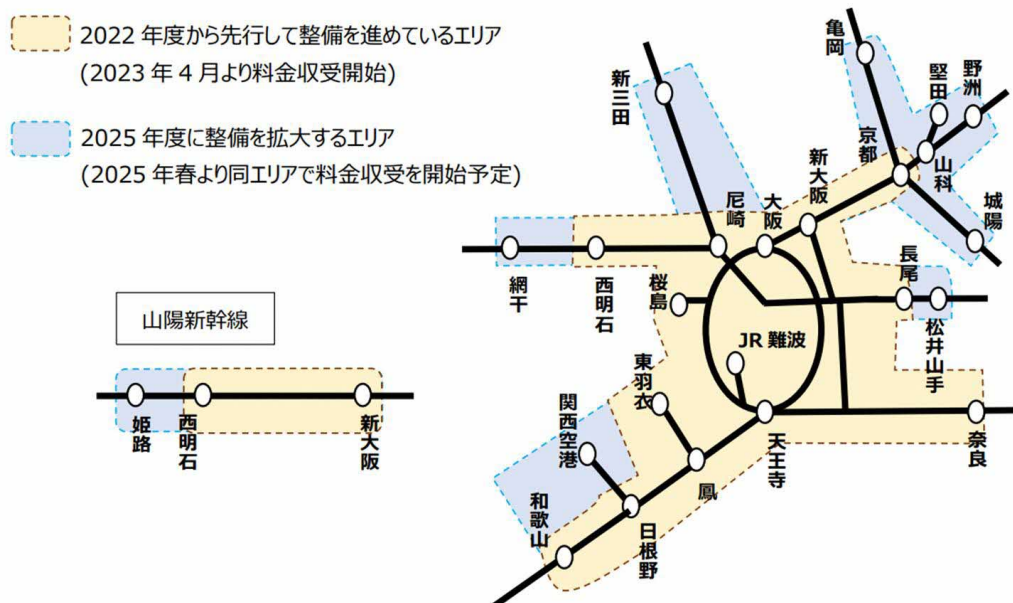 2022 年度から先行して整備を進めているエリア
(2023 年 4 月より料金収受開始)
2025 年度に整備を拡大するエリア
(2025 年春より同エリアで料金収受を開始予定)
亀岡
野洲
堅田
新三田
京都
山科
新大阪
城陽
大阪
尼崎
長尾
網干
西明石
桜島
松井山手
山陽新幹線
JR 難波
東羽衣
関西空港
姫路
西明石
新大阪
天王寺
奈良
鳳
和歌山
日根野